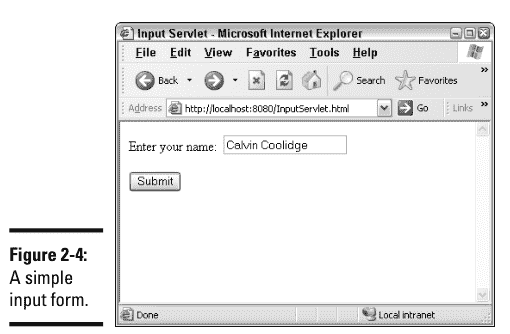 Input Servlet - Microsoft Internet Explorer
File Edit View Favorites Tools Help
Back Search Favorites »
Address http://localhost:8080/InputServlet.html Go Links »
Enter your name: Calvin Coolidge
Submit
Figure 2-4:
A simple
input form.
Done Local intranet